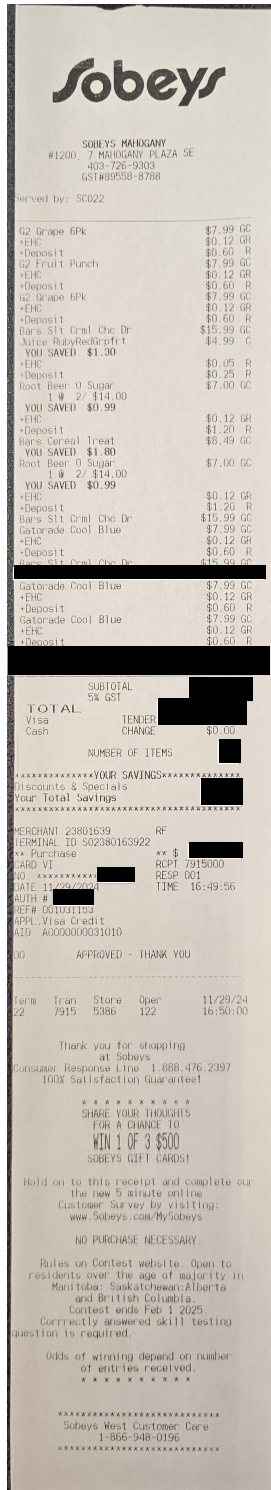 Sobeys
SOBEYS MAHOGANY
#1200, 7 MAHOGANY PLAZA SE
403-726-9303
GST#89558-8788
Served by: SC022
G2 Grape 6Pk $7.99 GC
+EHC $0.12 GR
+Deposit $0.60 R
G2 Fruit Punch $7.99 GC
+EHC $0.12 GR
+Deposit $0.60 R
G2 Grape 6Pk $7.99 GC
+EHC $0.12 GR
+Deposit $0.60 R
Bars Slt Crml Chc Dr $15.99 GC
Juice RubyRedGrpfrt $4.99 C
YOU SAVED $1.30
+EHC $0.05 R
+Deposit $0.25 R
Root Beer 0 Sugar $7.00 GC
1 @ 2/ $14.00
YOU SAVED $0.99
+EHC $0.12 GR
+Deposit $1.20 R
Bars Cereal Treat $8.49 GC
YOU SAVED $1.80
Root Beer 0 Sugar $7.00 GC
1 @ 2/ $14.00
YOU SAVED $0.99
+EHC $0.12 GR
+Deposit $1.20 R
Bars Slt Crml Chc Dr $15.99 GC
Gatorade Cool Blue $7.99 GC
+EHC $0.12 GR
+Deposit $0.60 R
Bars Slt Crml Chc Dr $15.99 GC
Gatorade Cool Blue $7.99 GC
+EHC $0.12 GR
+Deposit $0.60 R
Gatorade Cool Blue $7.99 GC
+EHC $0.12 GR
+Deposit $0.60 R
SUBTOTAL
5% GST
TOTAL
Visa TENDER
Cash CHANGE $0.00
NUMBER OF ITEMS
************YOUR SAVINGS************
Discounts & Specials
Your Total Savings
************************************
MERCHANT 23801639 RF
TERMINAL ID S02380163922
** Purchase ** $
CARD VI RCPT 7915000
NO. ************ RESP 001
DATE 11/29/2024 TIME 16:49:56
AUTH #
REF# 001031153
APPL.Visa Credit
AID A0000000031010
00 APPROVED - THANK YOU
Term Tran Store Oper 11/29/24
22 7915 5386 122 16:50:00
Thank you for shopping
at Sobeys
Consumer Response Line 1.888.476.2397
100% Satisfaction Guarantee!
* * * * * * * * * *
SHARE YOUR THOUGHTS
FOR A CHANCE TO
WIN 1 OF 3 $500
SOBEYS GIFT CARDS!
Hold on to this receipt and complete our
the new 5 minute online
Customer Survey by visiting:
www.Sobeys.com/MySobeys
NO PURCHASE NECESSARY.
Rules on Contest website. Open to
residents over the age of majority in
Manitoba: Saskatchewan:Alberta
and British Columbia.
Contest ends Feb 1 2025.
Corrrectly answered skill testing
question is required.
Odds of winning depend on number
of entries received.
* * * * * * * * * *
***************************
Sobeys West Customer Care
1-866-948-0196
***************************